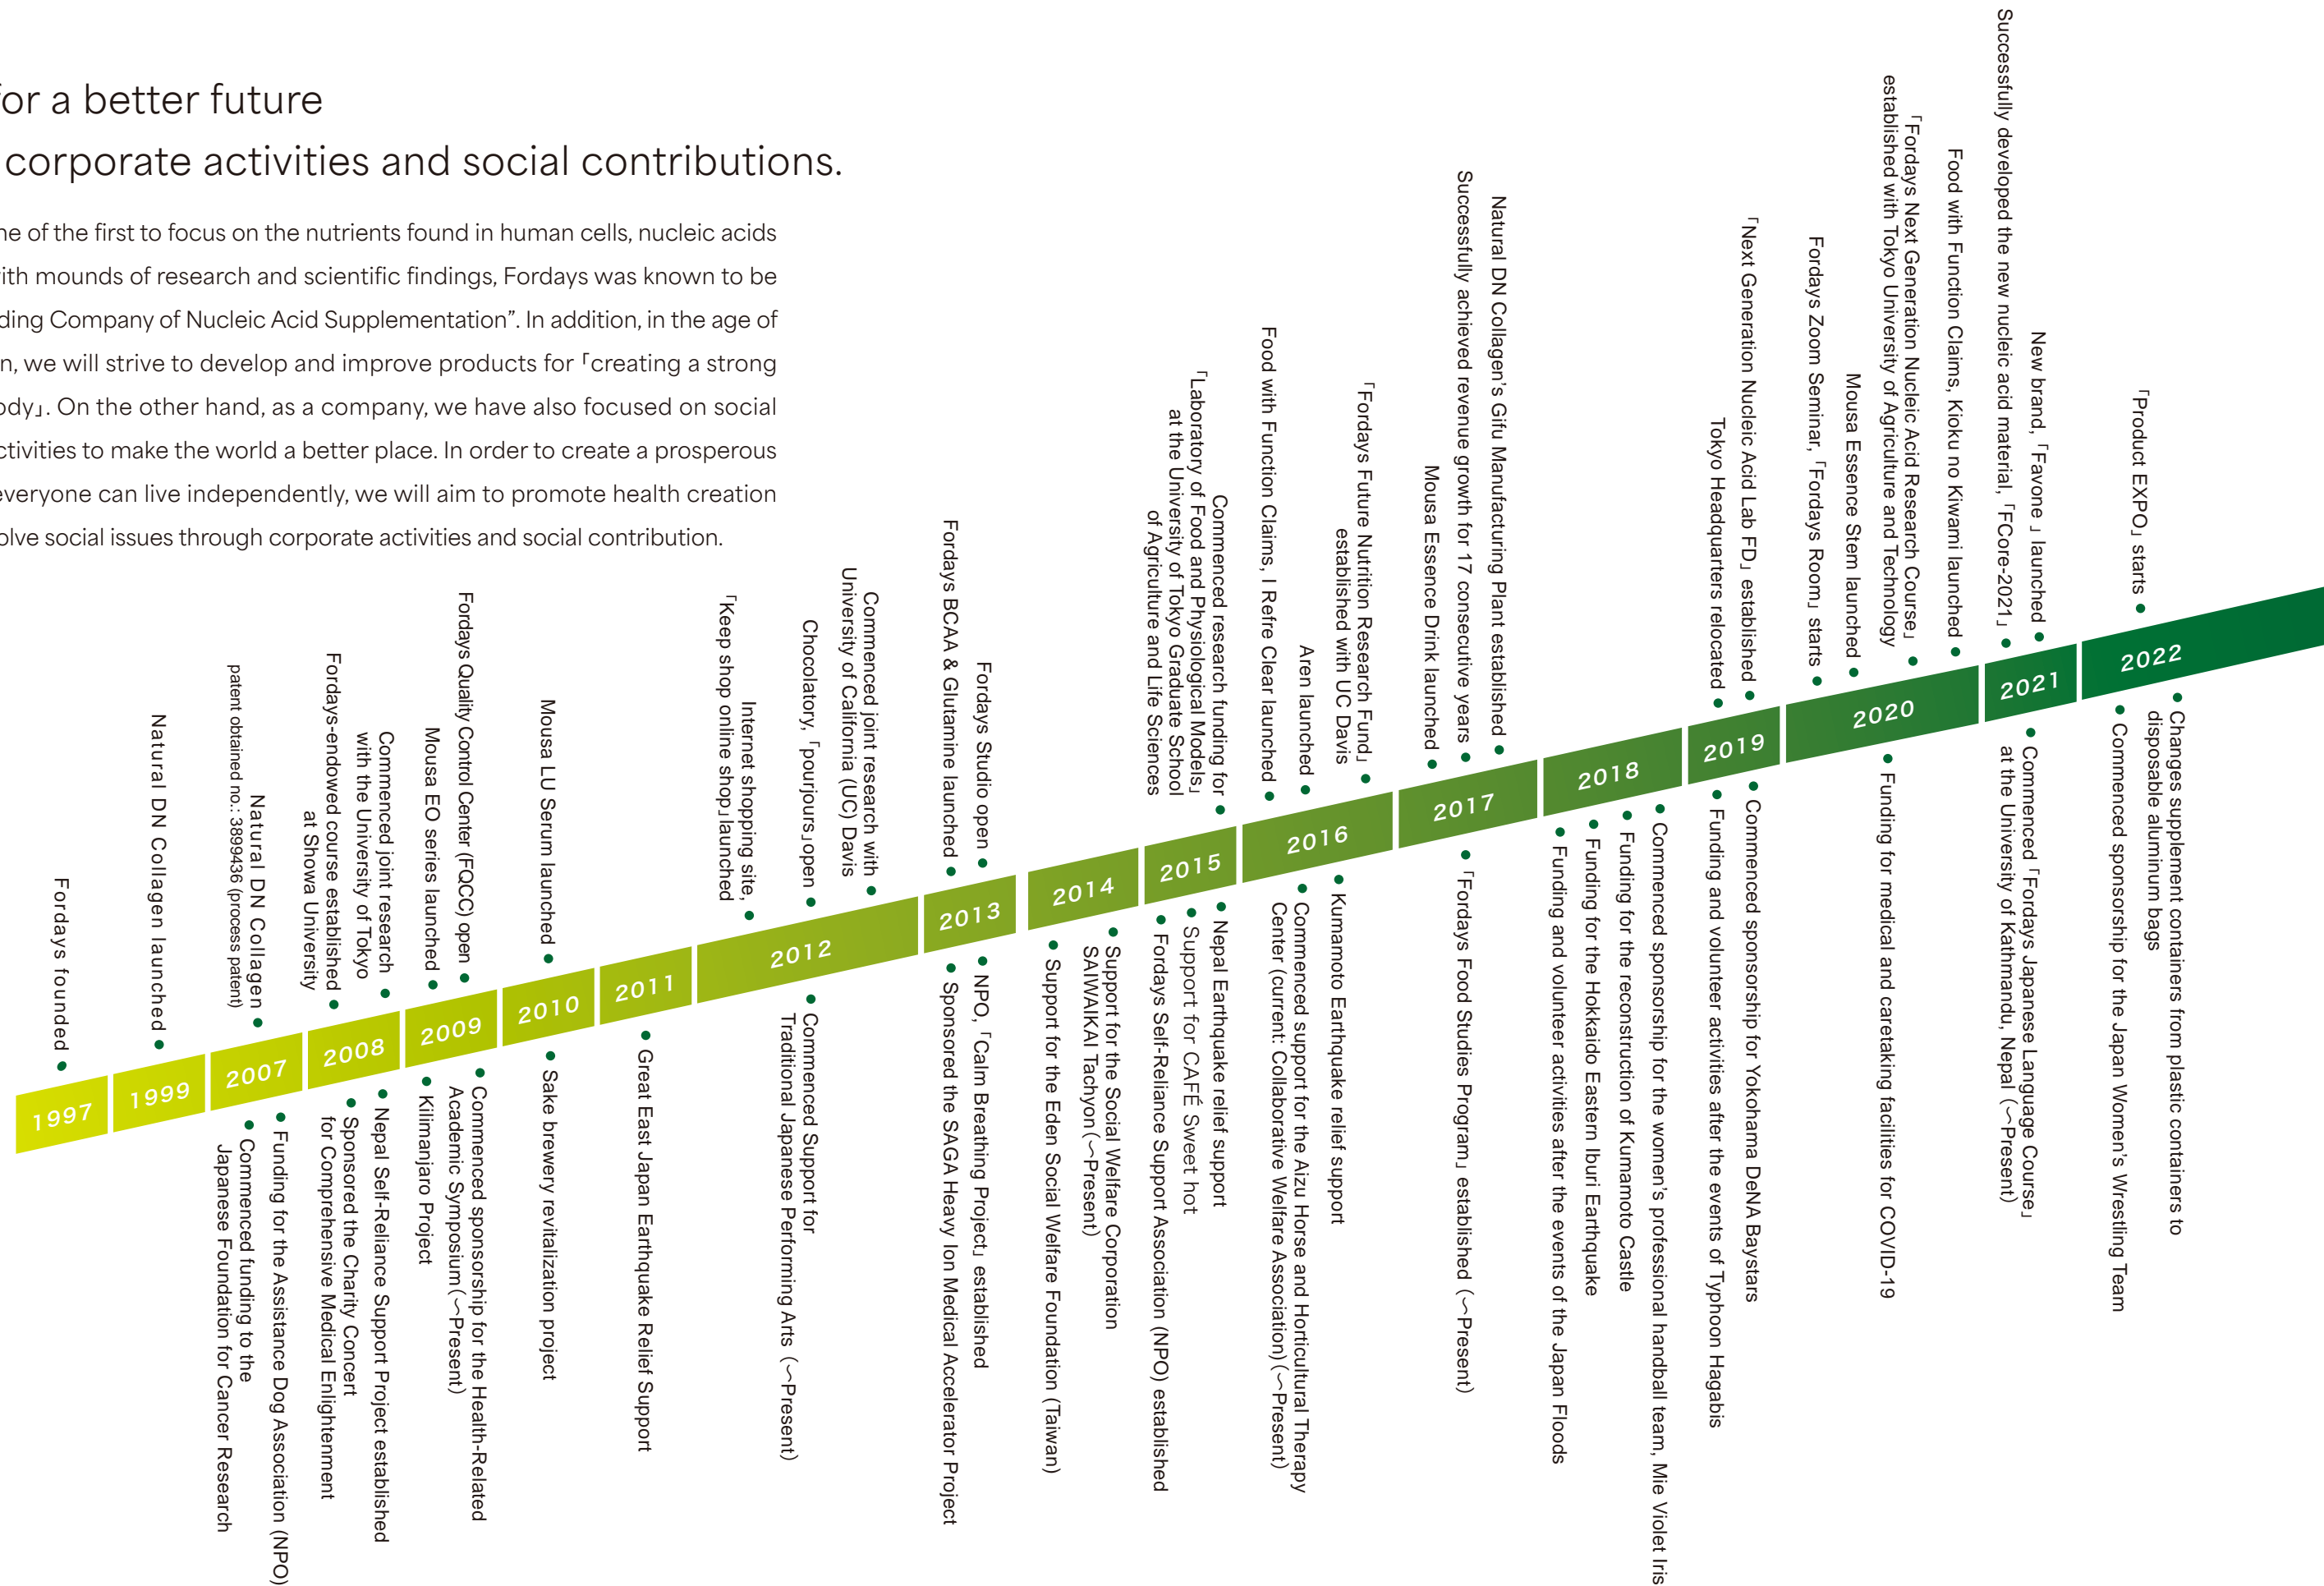 for a better future
corporate activities and social contributions.
ne of the first to focus on the nutrients found in human cells, nucleic acids
ith mounds of research and scientific findings, Fordays was known to be
ding Company of Nucleic Acid Supplementation”. In addition, in the age of
n, we will strive to develop and improve products for 「creating a strong
ody」. On the other hand, as a company, we have also focused on social
ctivities to make the world a better place. In order to create a prosperous
everyone can live independently, we will aim to promote health creation
olve social issues through corporate activities and social contribution.
1997
Fordays founded
1999
Natural DN Collagen launched
2007
Natural DN Collagen
patent obtained no.: 3899436 (process patent)
Funding for the Assistance Dog Association (NPO)
Commenced funding to the
Japanese Foundation for Cancer Research
2008
Commenced joint research
with the University of Tokyo
Fordays-endowed course established
at Showa University
Nepal Self-Reliance Support Project established
Sponsored the Charity Concert
for Comprehensive Medical Enlightenment
2009
Fordays Quality Control Center (FQCC) open
Mousa EO series launched
Commenced sponsorship for the Health-Related
Academic Symposium(～Present)
Kilimanjaro Project
2010
Mousa LU Serum launched
Sake brewery revitalization project
2011
Great East Japan Earthquake Relief Support
2012
Commenced joint research with
University of California (UC) Davis
Chocolatory, 「pourjours」open
Internet shopping site,
「Keep shop online shop」launched
Commenced Support for
Traditional Japanese Performing Arts (～Present)
2013
Fordays Studio open
Fordays BCAA & Glutamine launched
NPO, 「Calm Breathing Project」 established
Sponsored the SAGA Heavy Ion Medical Accelerator Project
2014
Support for the Social Welfare Corporation
SAIWAIKAI Tachyon(～Present)
Support for the Eden Social Welfare Foundation (Taiwan)
2015
Commenced research funding for
「Laboratory of Food and Physiological Models」
at the University of Tokyo Graduate School
of Agriculture and Life Sciences
Nepal Earthquake relief support
Support for CAFÉ Sweet hot
Fordays Self-Reliance Support Association (NPO) established
2016
「Fordays Future Nutrition Research Fund」
established with UC Davis
Aren launched
Food with Function Claims, I Refre Clear launched
Kumamoto Earthquake relief support
Commenced support for the Aizu Horse and Horticultural Therapy
Center (current: Collaborative Welfare Association)(～Present)
2017
Natural DN Collagen’s Gifu Manufacturing Plant established
Successfully achieved revenue growth for 17 consecutive years
Mousa Essence Drink launched
「Fordays Food Studies Program」 established (～Present)
2018
Commenced sponsorship for the women’s professional handball team, Mie Violet Iris
Funding for the reconstruction of Kumamoto Castle
Funding for the Hokkaido Eastern Iburi Earthquake
Funding and volunteer activities after the events of the Japan Floods
2019
「Next Generation Nucleic Acid Lab FD」 established
Tokyo Headquarters relocated
Commenced sponsorship for Yokohama DeNA Baystars
Funding and volunteer activities after the events of Typhoon Hagabis
2020
Food with Function Claims, Kioku no Kiwami launched
「Fordays Next Generation Nucleic Acid Research Course」
established with Tokyo University of Agriculture and Technology
Mousa Essence Stem launched
Fordays Zoom Seminar, 「Fordays Room」 starts
Funding for medical and caretaking facilities for COVID-19
2021
New brand, 「Favone 」 launched
Successfully developed the new nucleic acid material, 「FCore-2021」
Commenced 「Fordays Japanese Language Course」
at the University of Kathmandu, Nepal (～Present)
2022
「Product EXPO」 starts
Changes supplement containers from plastic containers to
disposable aluminum bags
Commenced sponsorship for the Japan Women’s Wrestling Team